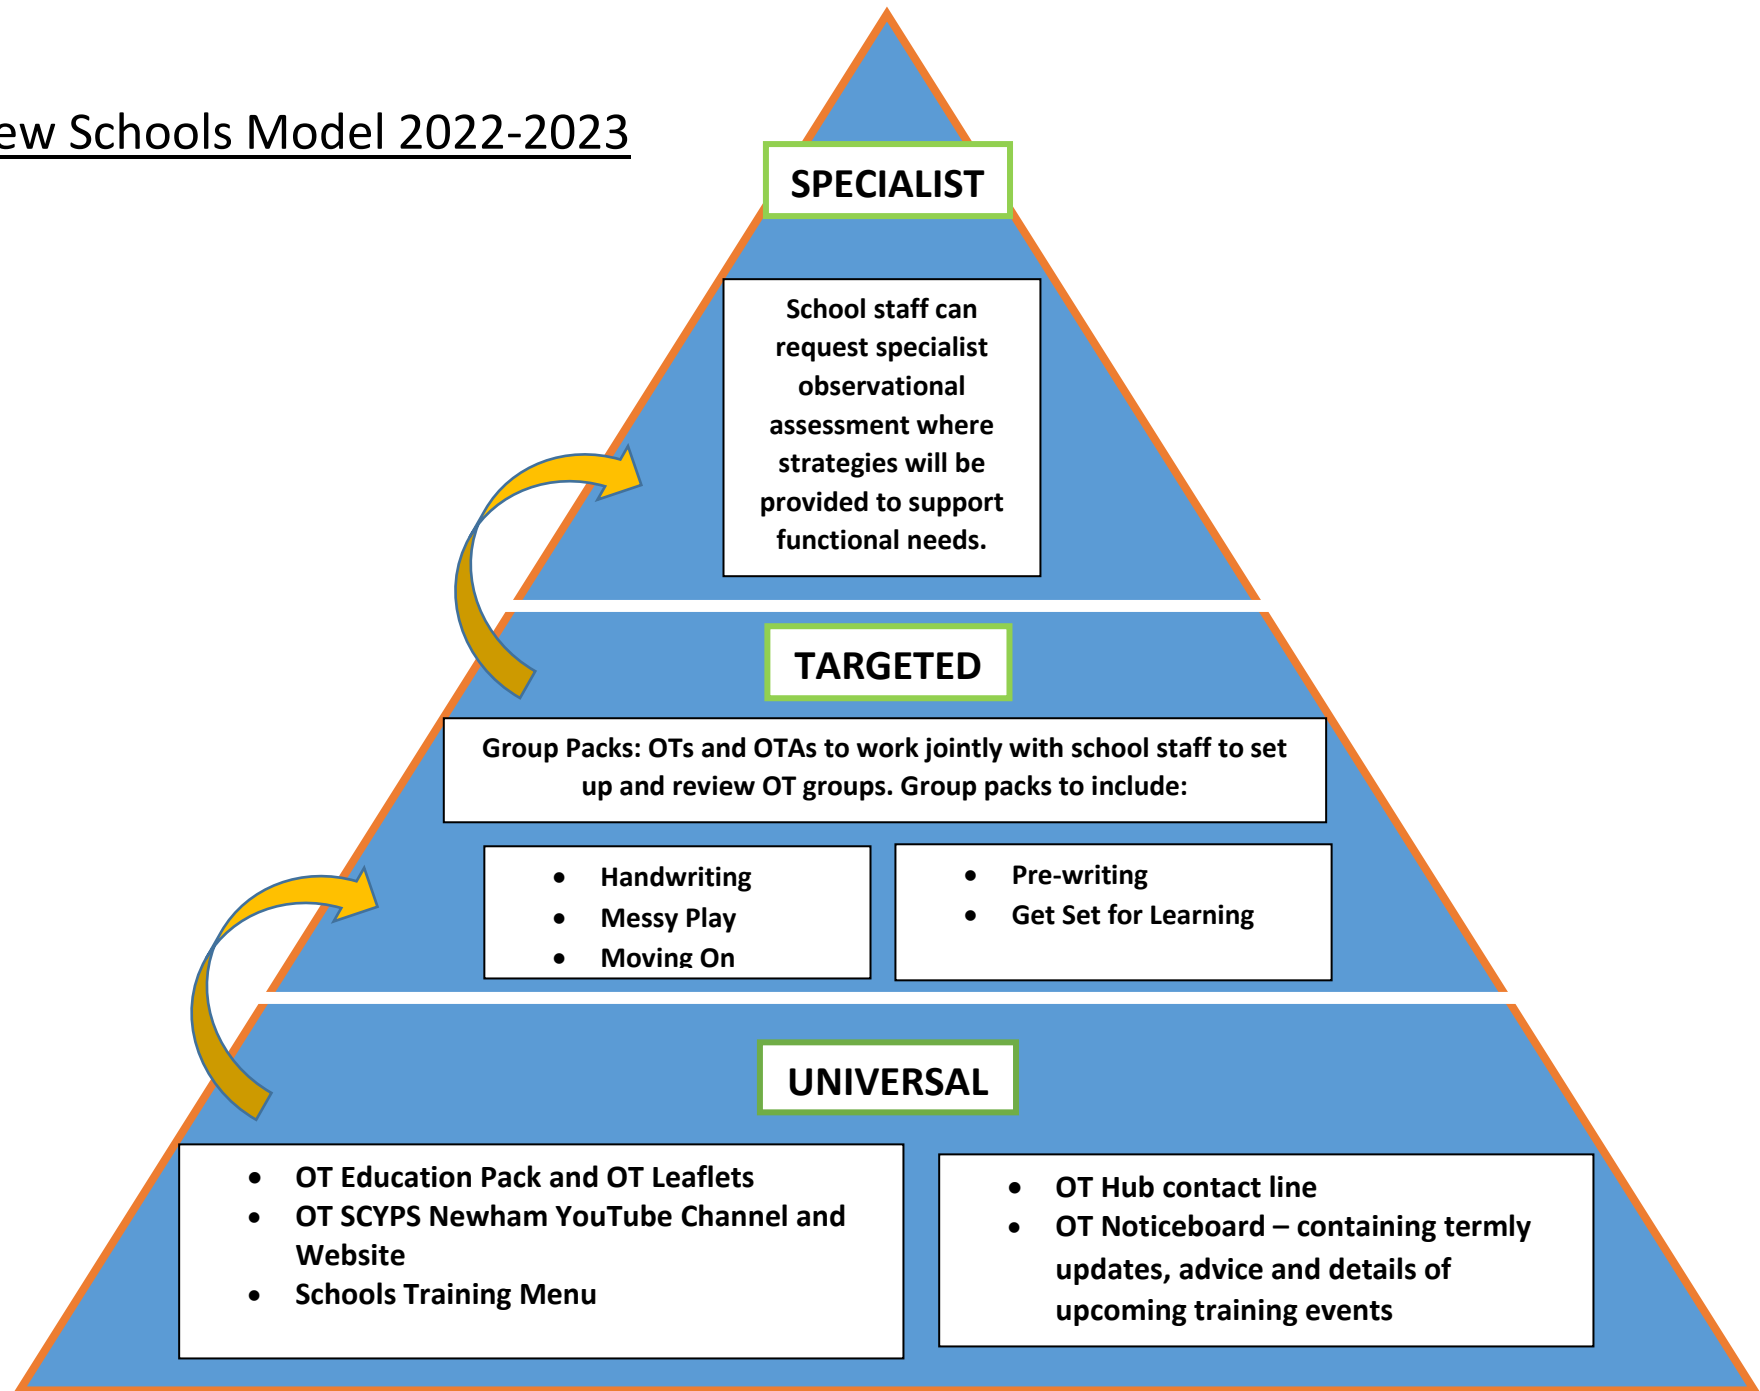 ew Schools Model 2022-2023
SPECIALIST
School staff can
request specialist
observational
assessment where
strategies will be
provided to support
functional needs.
TARGETED
Group Packs: OTs and OTAs to work jointly with school staff to set
up and review OT groups. Group packs to include:
• Handwriting
• Messy Play
• Moving On
• Pre-writing
• Get Set for Learning
UNIVERSAL
• OT Education Pack and OT Leaflets
• OT SCYPS Newham YouTube Channel and
Website
• Schools Training Menu
• OT Hub contact line
• OT Noticeboard – containing termly
updates, advice and details of
upcoming training events